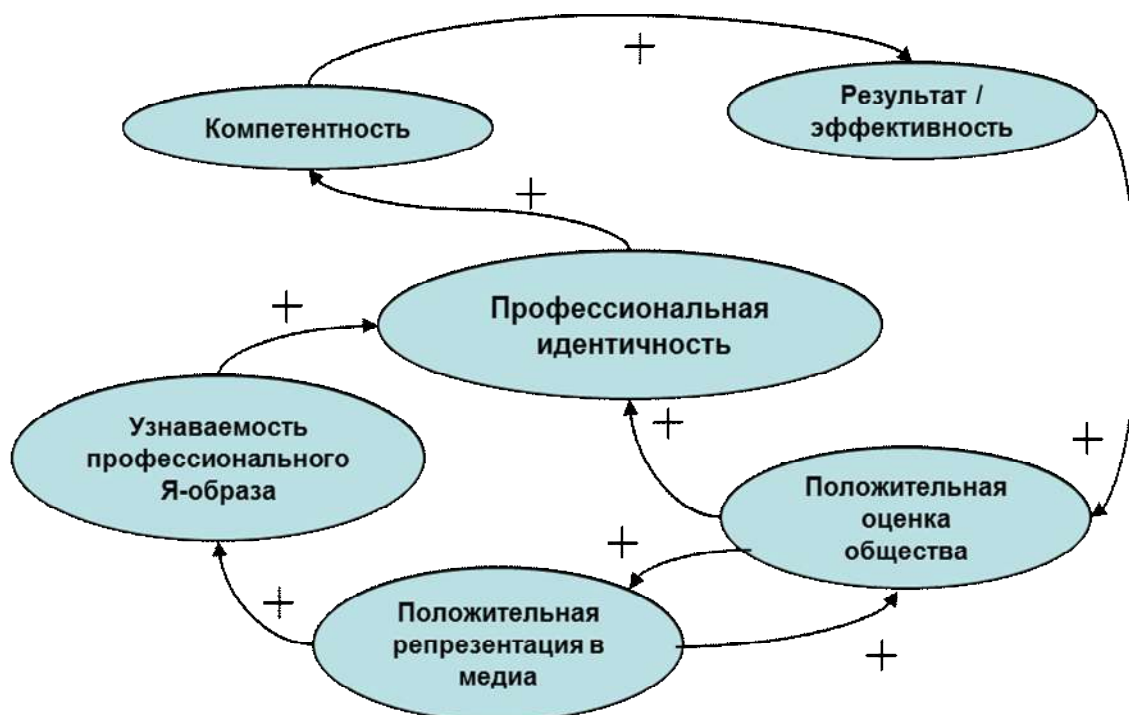 +
Результат /
эффективность
Компетентность
+
Профессиональная
идентичность
+
Узнаваемость
профессионального
Я-образа
+
+
Положительная
оценка
общества
+
+
Положительная
репрезентация в
медиа
+